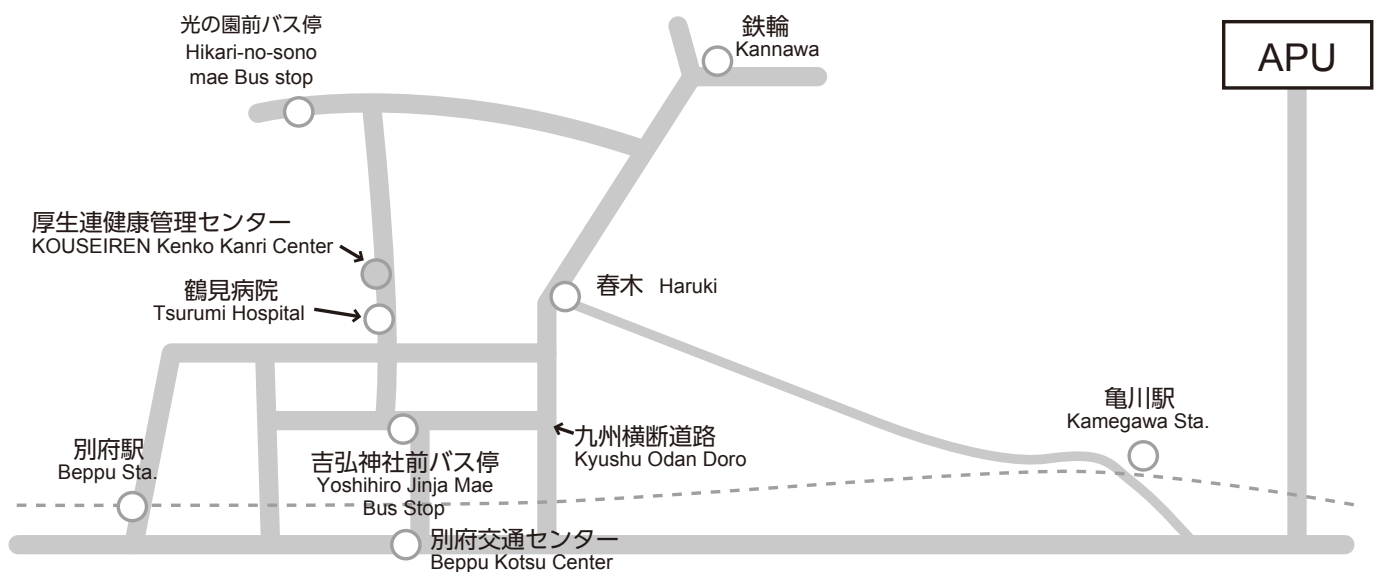 光の園前バス停
Hikari-no-sono
mae Bus stop
鉄輪
Kannawa
APU
厚生連健康管理センター
KOUSEIREN Kenko Kanri Center
鶴見病院
Tsurumi Hospital
春木 Haruki
亀川駅
Kamegawa Sta.
別府駅
Beppu Sta.
九州横断道路
Kyushu Odan Doro
吉弘神社前バス停
Yoshihiro Jinja Mae
Bus Stop
別府交通センター
Beppu Kotsu Center